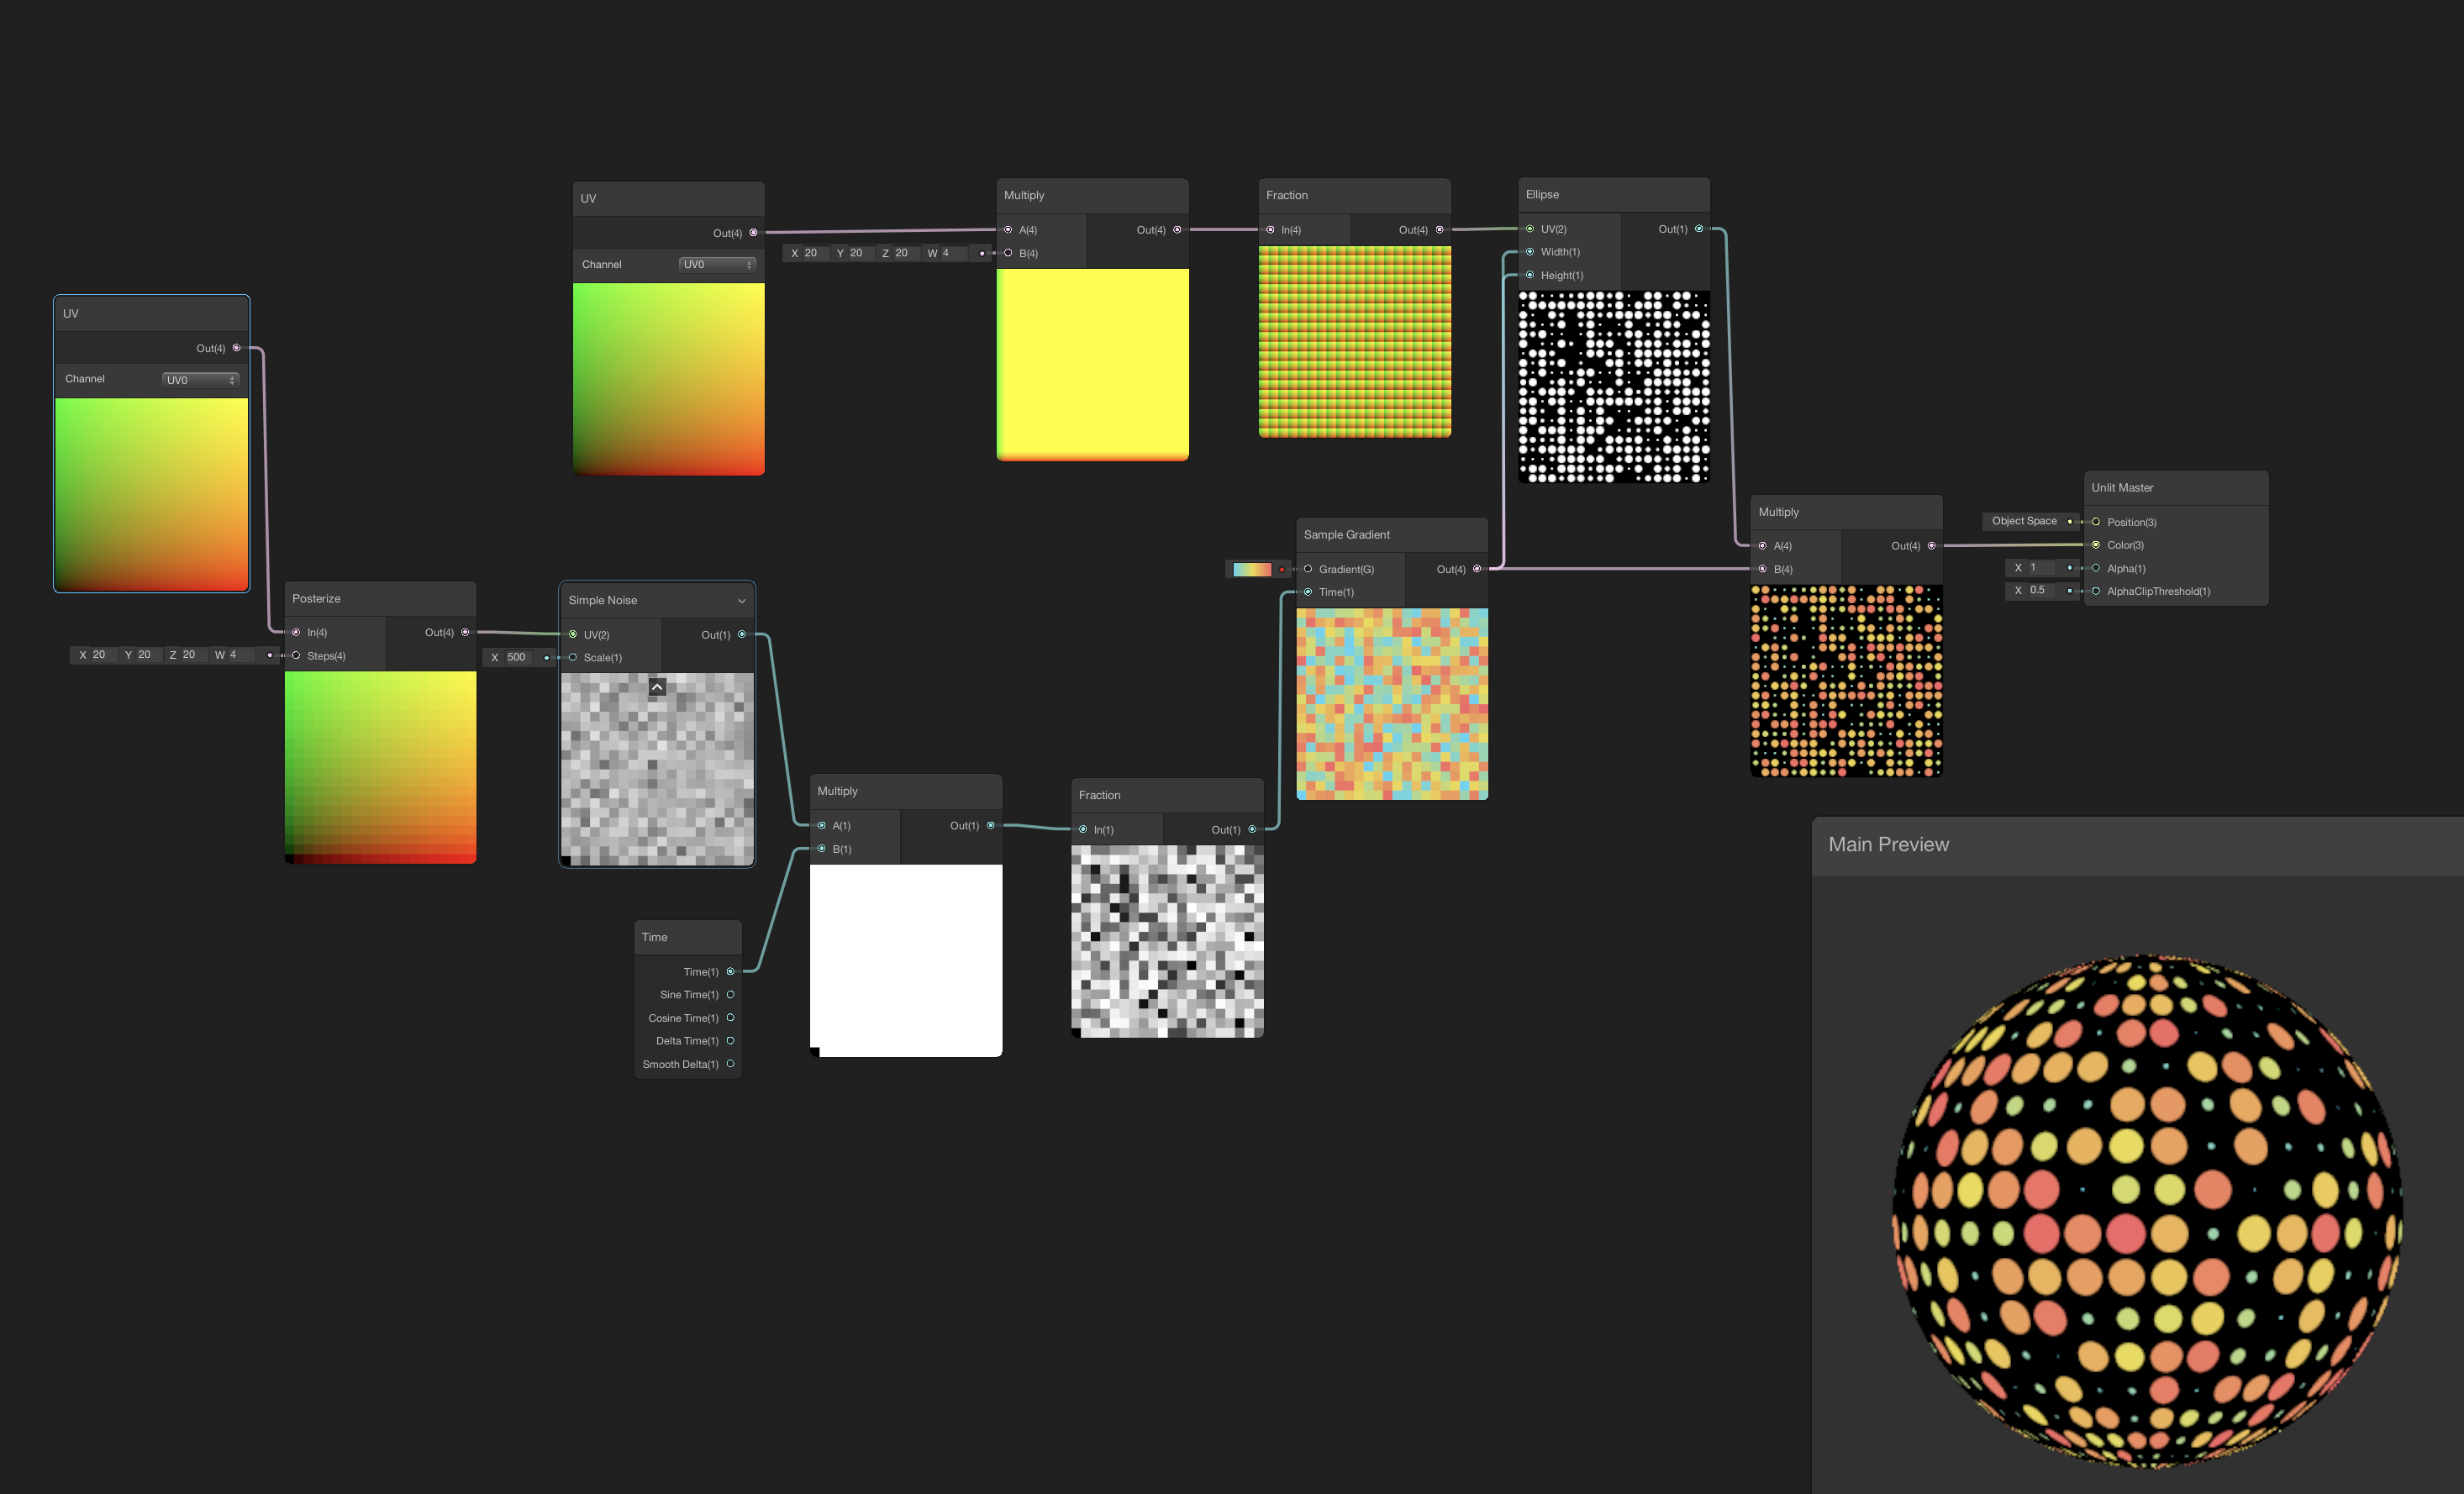 UV
Out(4)
Channel UV0
Posterize
In(4) Out(4)
X 20 Y 20 Z 20 W 4 Steps(4)
UV
Out(4)
Channel UV0
Simple Noise
UV(2) Out(1)
X 500 Scale(1)
Time
Time(1)
Sine Time(1)
Cosine Time(1)
Delta Time(1)
Smooth Delta(1)
Multiply
A(1) Out(1)
B(1)
Multiply
A(4) Out(4)
X 20 Y 20 Z 20 W 4 B(4)
Fraction
In(1) Out(1)
Fraction
In(4) Out(4)
Sample Gradient
Gradient(G) Out(4)
Time(1)
Ellipse
UV(2) Out(1)
Width(1)
Height(1)
Multiply
A(4) Out(4)
B(4)
Unlit Master
Object Space Position(3)
Color(3)
X 1 Alpha(1)
X 0.5 AlphaClipThreshold(1)
Main Preview